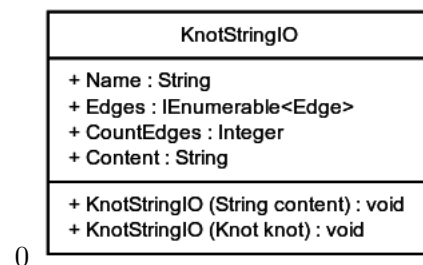 KnotStringIO
+ Name : String
+ Edges : IEnumerable<Edge>
+ CountEdges : Integer
+ Content : String
+ KnotStringIO (String content) : void
+ KnotStringIO (Knot knot) : void
0